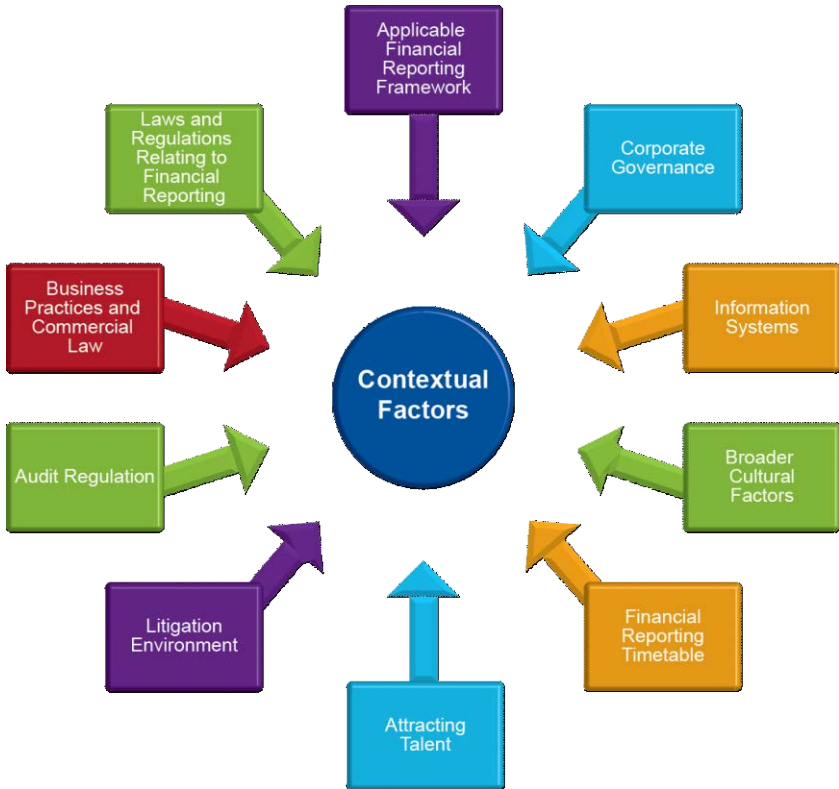 Applicable
Financial
Reporting
Framework
Laws and
Regulations
Relating to
Financial
Reporting
Corporate
Governance
Business
Practices and
Commercial
Law
Information
Systems
Contextual
Factors
Audit Regulation
Broader
Cultural
Factors
Litigation
Environment
Financial
Reporting
Timetable
Attracting
Talent